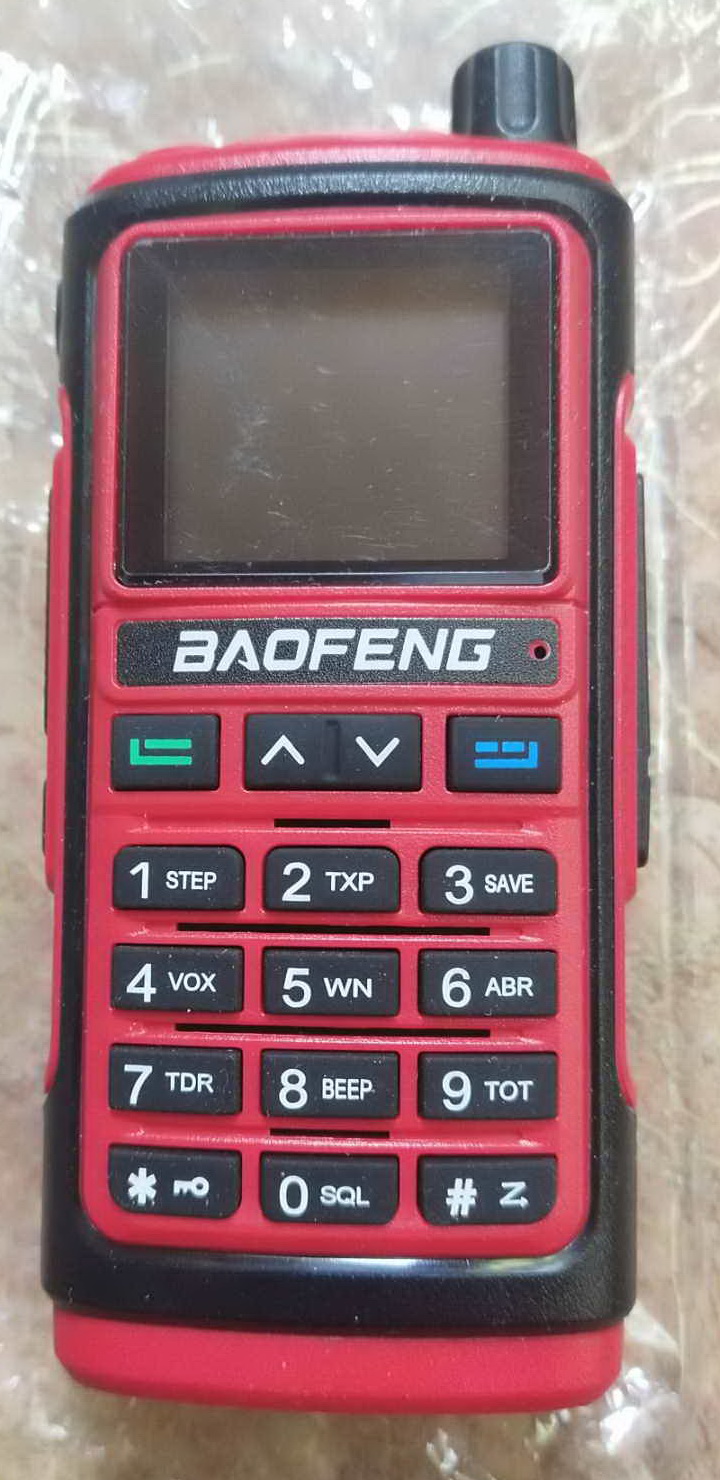 BAOFENG
1 STEP 2 TXP 3 SAVE
4 VOX 5 WN 6 ABR
7 TDR 8 BEEP 9 TOT
* 0 SQL #